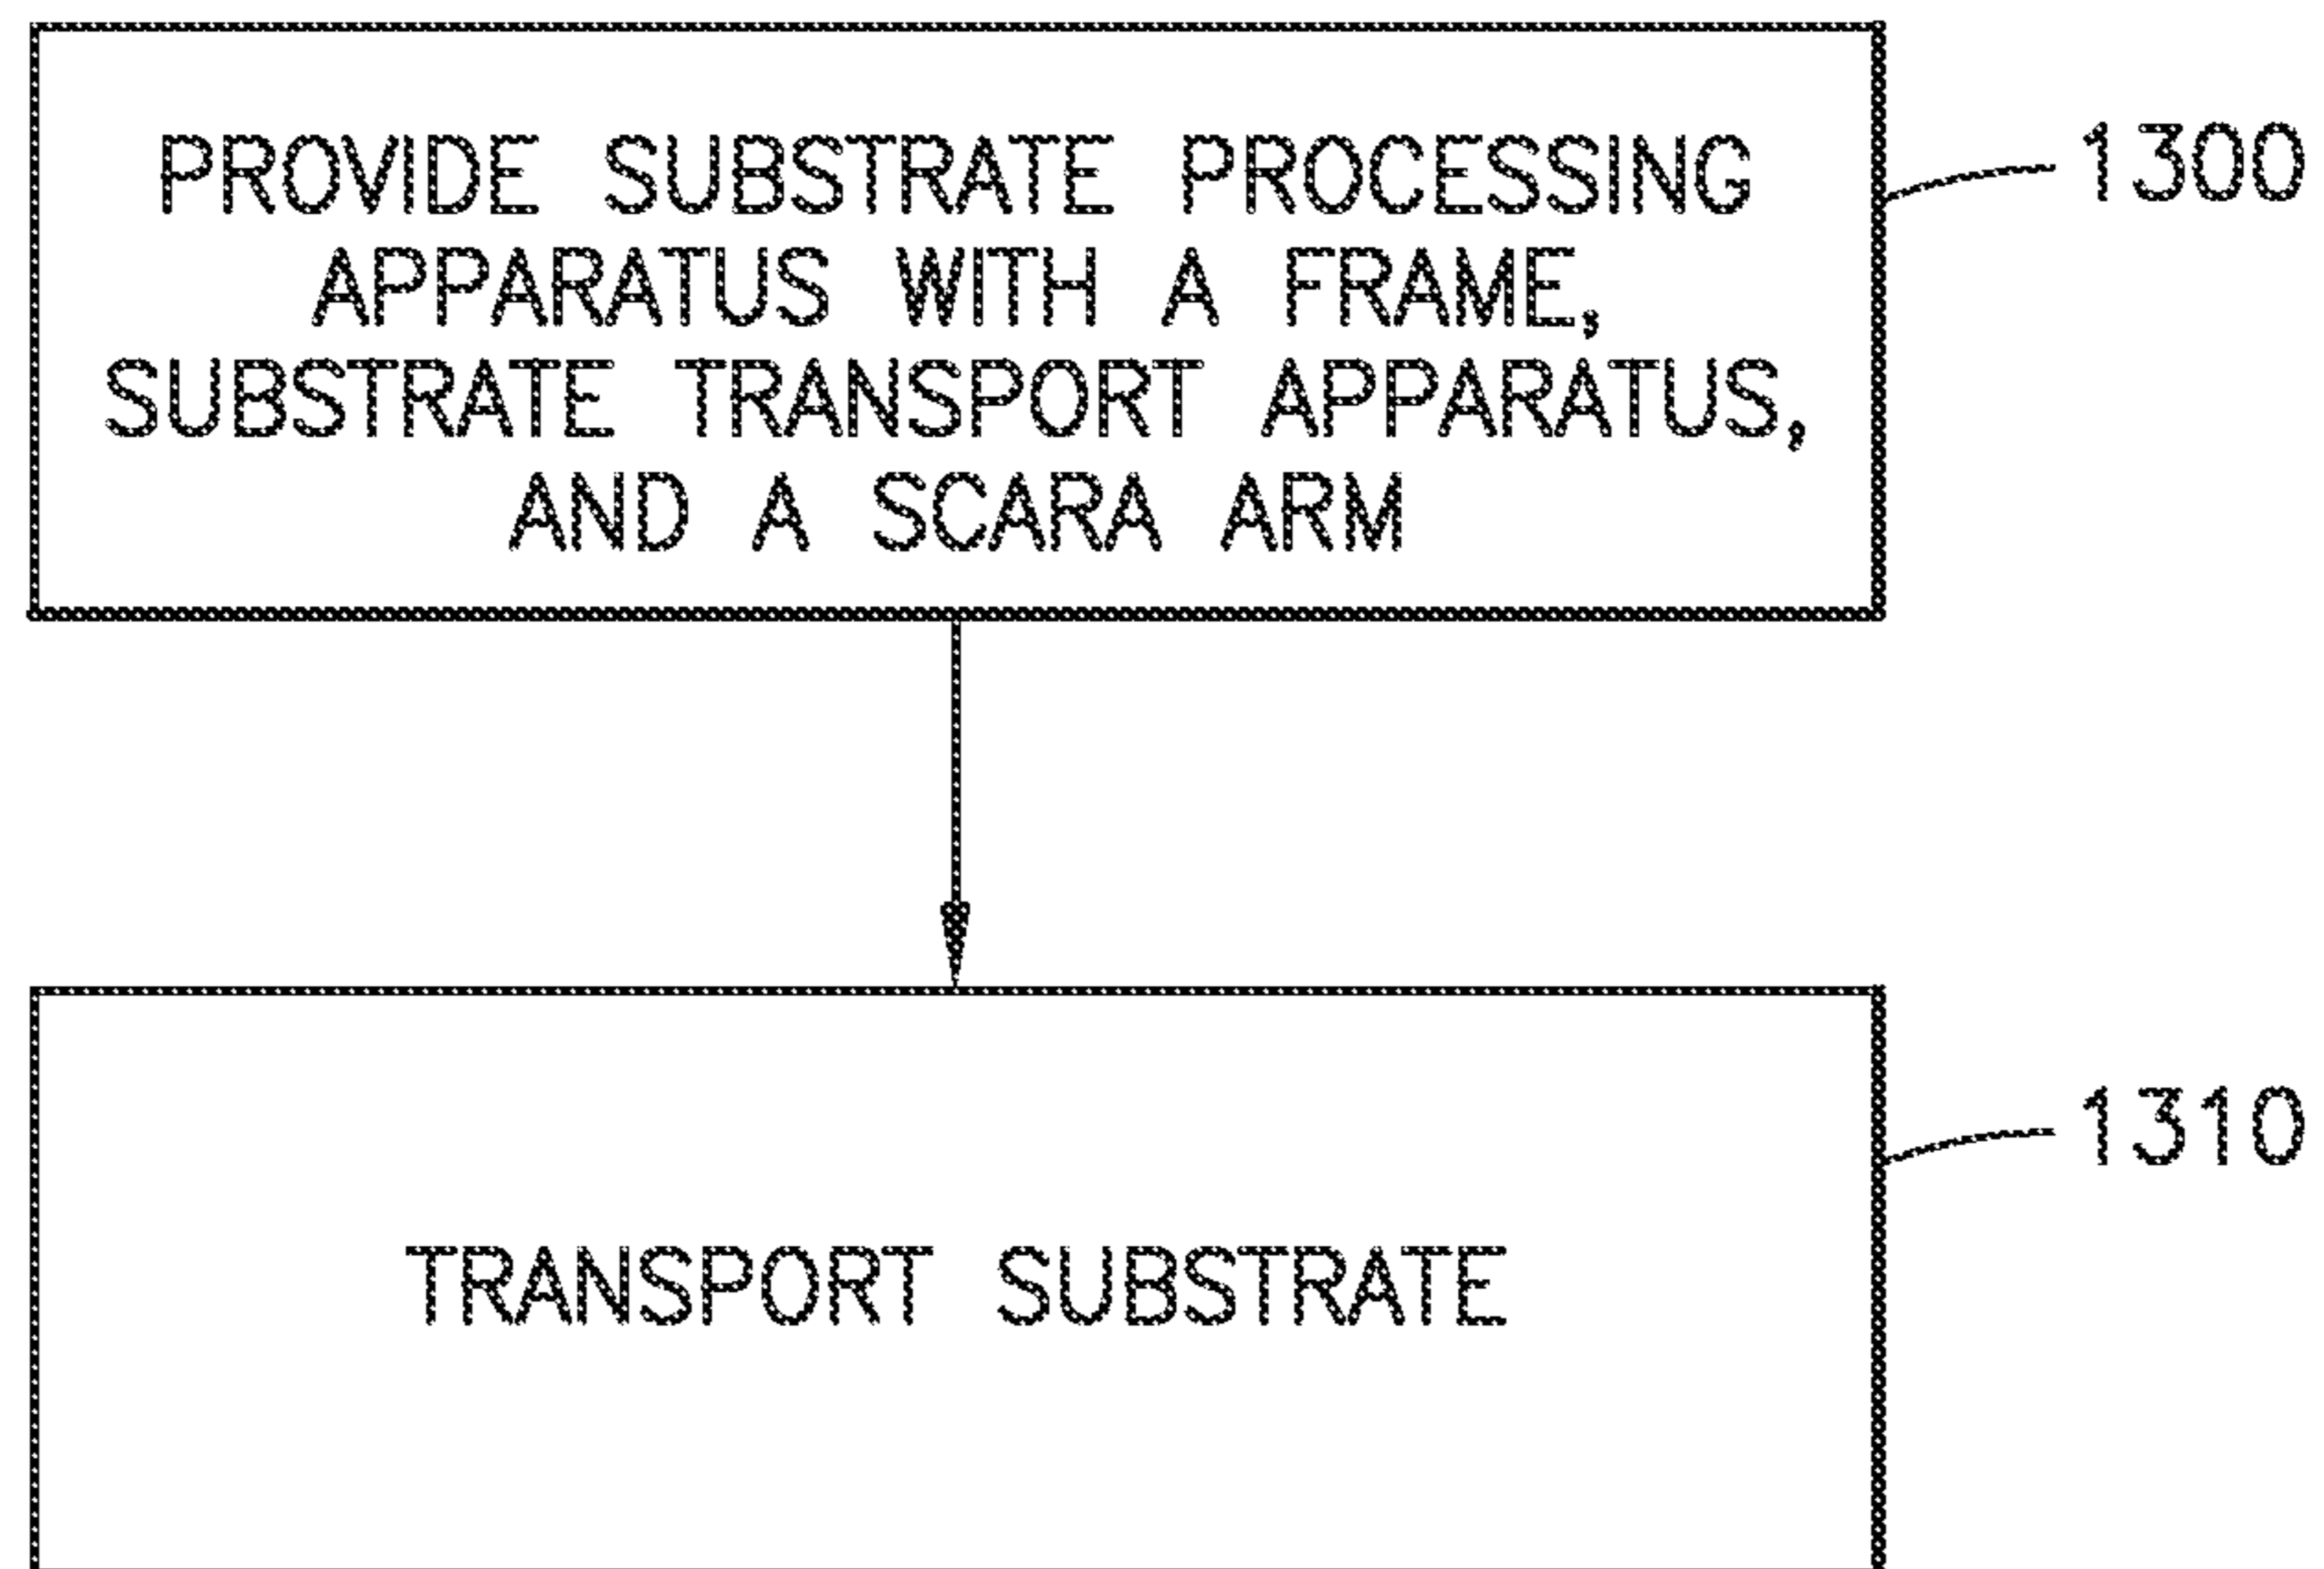 PROVIDE SUBSTRATE PROCESSING
APPARATUS WITH A FRAME,
SUBSTRATE TRANSPORT APPARATUS,
AND A SCARA ARM
1300
TRANSPORT SUBSTRATE
1310